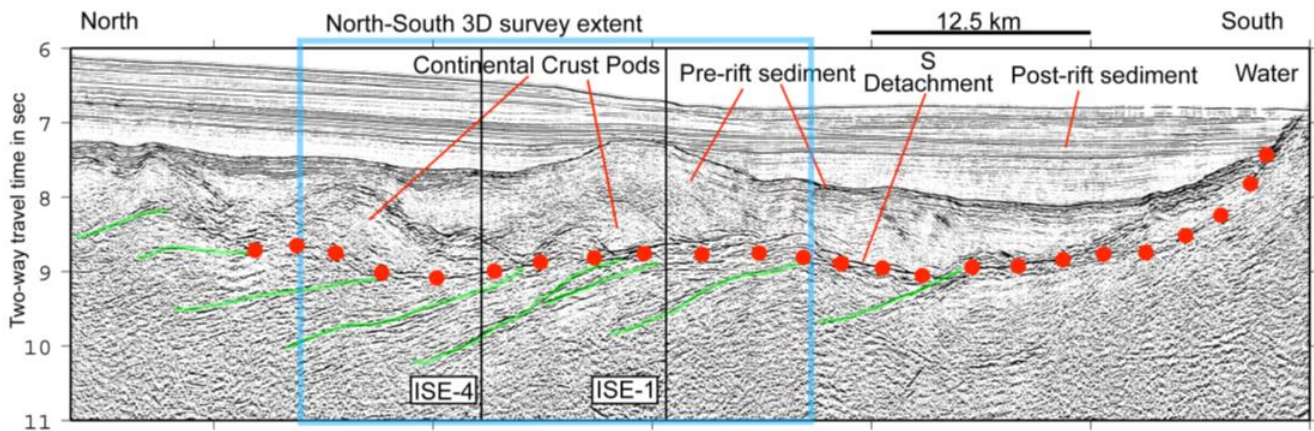 North
North-South 3D survey extent
12.5 km
South
Continental Crust Pods
Pre-rift sediment
S
Detachment
Post-rift sediment
Water
Two-way travel time in sec
6
7
8
9
10
11
ISE-4
ISE-1